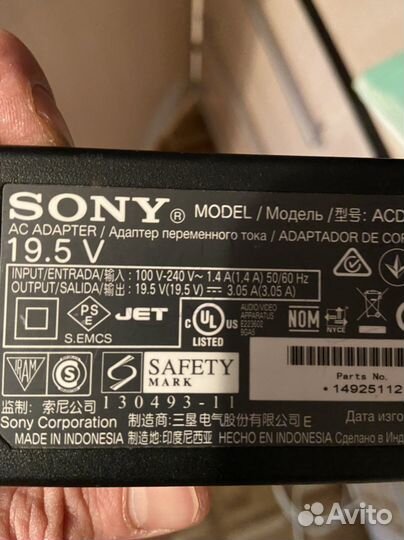 SONY® MODEL / Модель /型号: ACD
AC ADAPTER / Адаптер переменного тока / ADAPTADOR DE COR
19.5 V
INPUT/ENTRADA/输入 : 100 V-240 V~ 1.4 A(1.4 A) 50/60 Hz
OUTPUT/SALIDA/输出: 19.5 V(19.5 V) ⎓ 3.05 A(3.05 A)
PS E
S.EMCS
JET
c UL US
LISTED
AUDIO/VIDEO
APPARATUS
E223602
8GA5
NOM
NYCE
IRAM
S
S
SAFETY
MARK
Parts No.
*14925112
130493-11
监制: 索尼公司
制造商: 三垦电气股份有限公司 E
Дата изго
Sony Corporation
MADE IN INDONESIA 制造地:印度尼西亚 HECHO EN INDONESIA Сделано в Инд
Avito